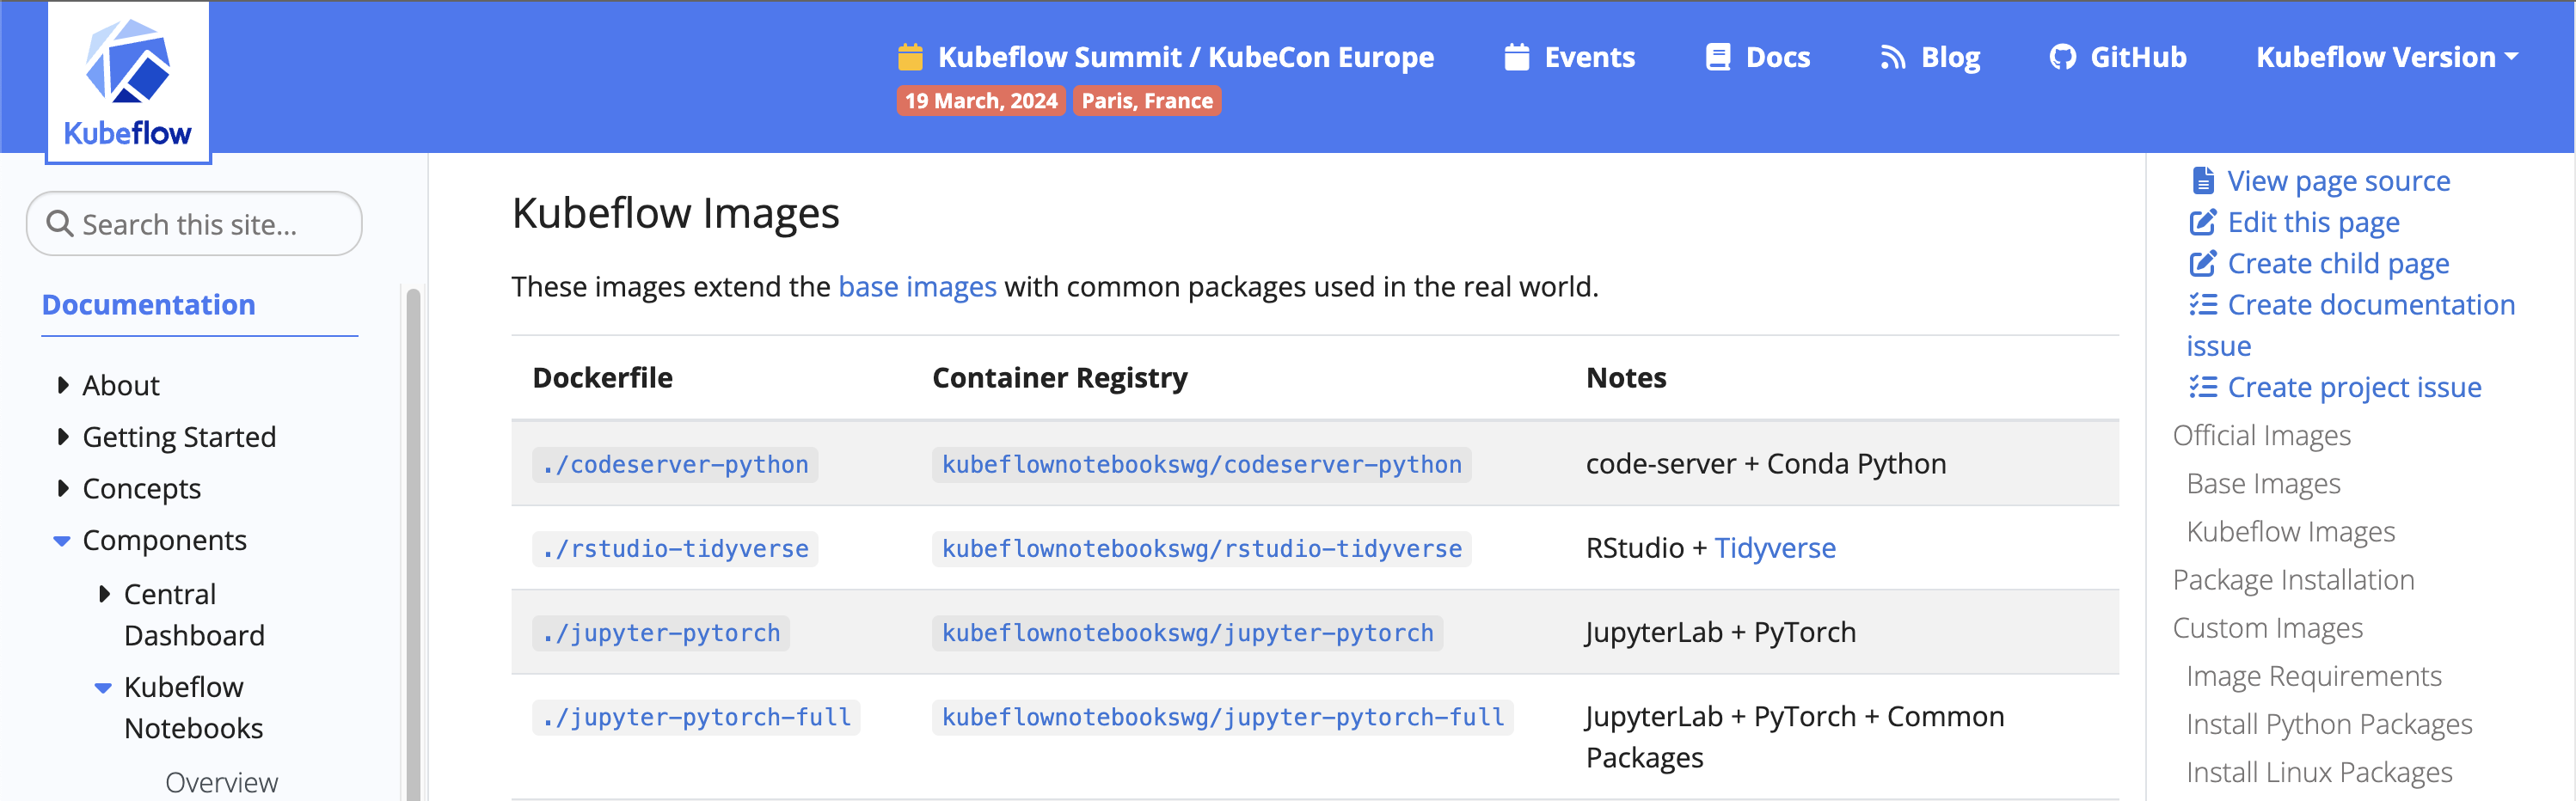 Kubeflow
Kubeflow Summit / KubeCon Europe
19 March, 2024 Paris, France
Events
Docs
Blog
GitHub
Kubeflow Version
Search this site...
Documentation
About
Getting Started
Concepts
Components
Central
Dashboard
Kubeflow
Notebooks
Overview
Kubeflow Images
These images extend the base images with common packages used in the real world.
Dockerfile Container Registry Notes
./codeserver-python kubeflownotebookswg/codeserver-python code-server + Conda Python
./rstudio-tidyverse kubeflownotebookswg/rstudio-tidyverse RStudio + Tidyverse
./jupyter-pytorch kubeflownotebookswg/jupyter-pytorch JupyterLab + PyTorch
./jupyter-pytorch-full kubeflownotebookswg/jupyter-pytorch-full JupyterLab + PyTorch + Common
Packages
View page source
Edit this page
Create child page
Create documentation
issue
Create project issue
Official Images
Base Images
Kubeflow Images
Package Installation
Custom Images
Image Requirements
Install Python Packages
Install Linux Packages